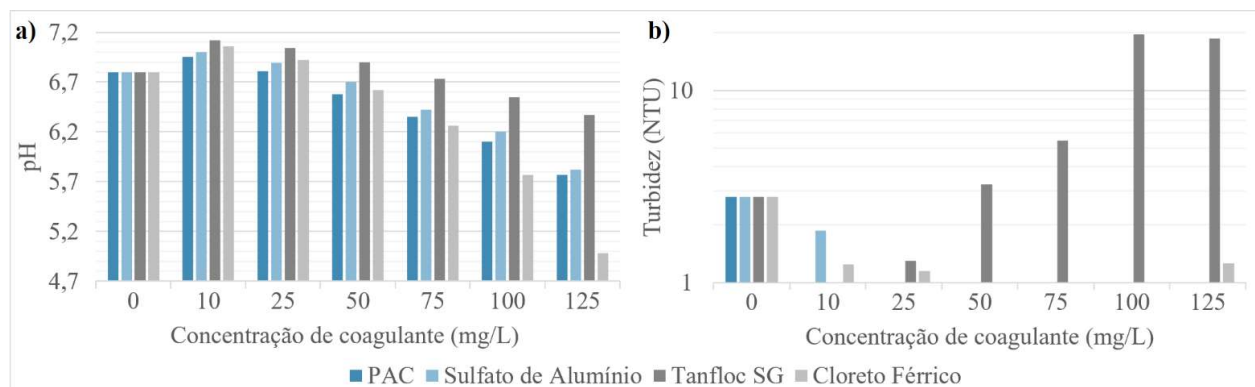 a)
7,2
6,7
6,2
5,7
5,2
4,7
pH
0 10 25 50 75 100 125
Concentração de coagulante (mg/L)
b)
10
1
Turbidez (NTU)
0 10 25 50 75 100 125
Concentração de coagulante (mg/L)
PAC Sulfato de Alumínio Tanfloc SG Cloreto Férrico